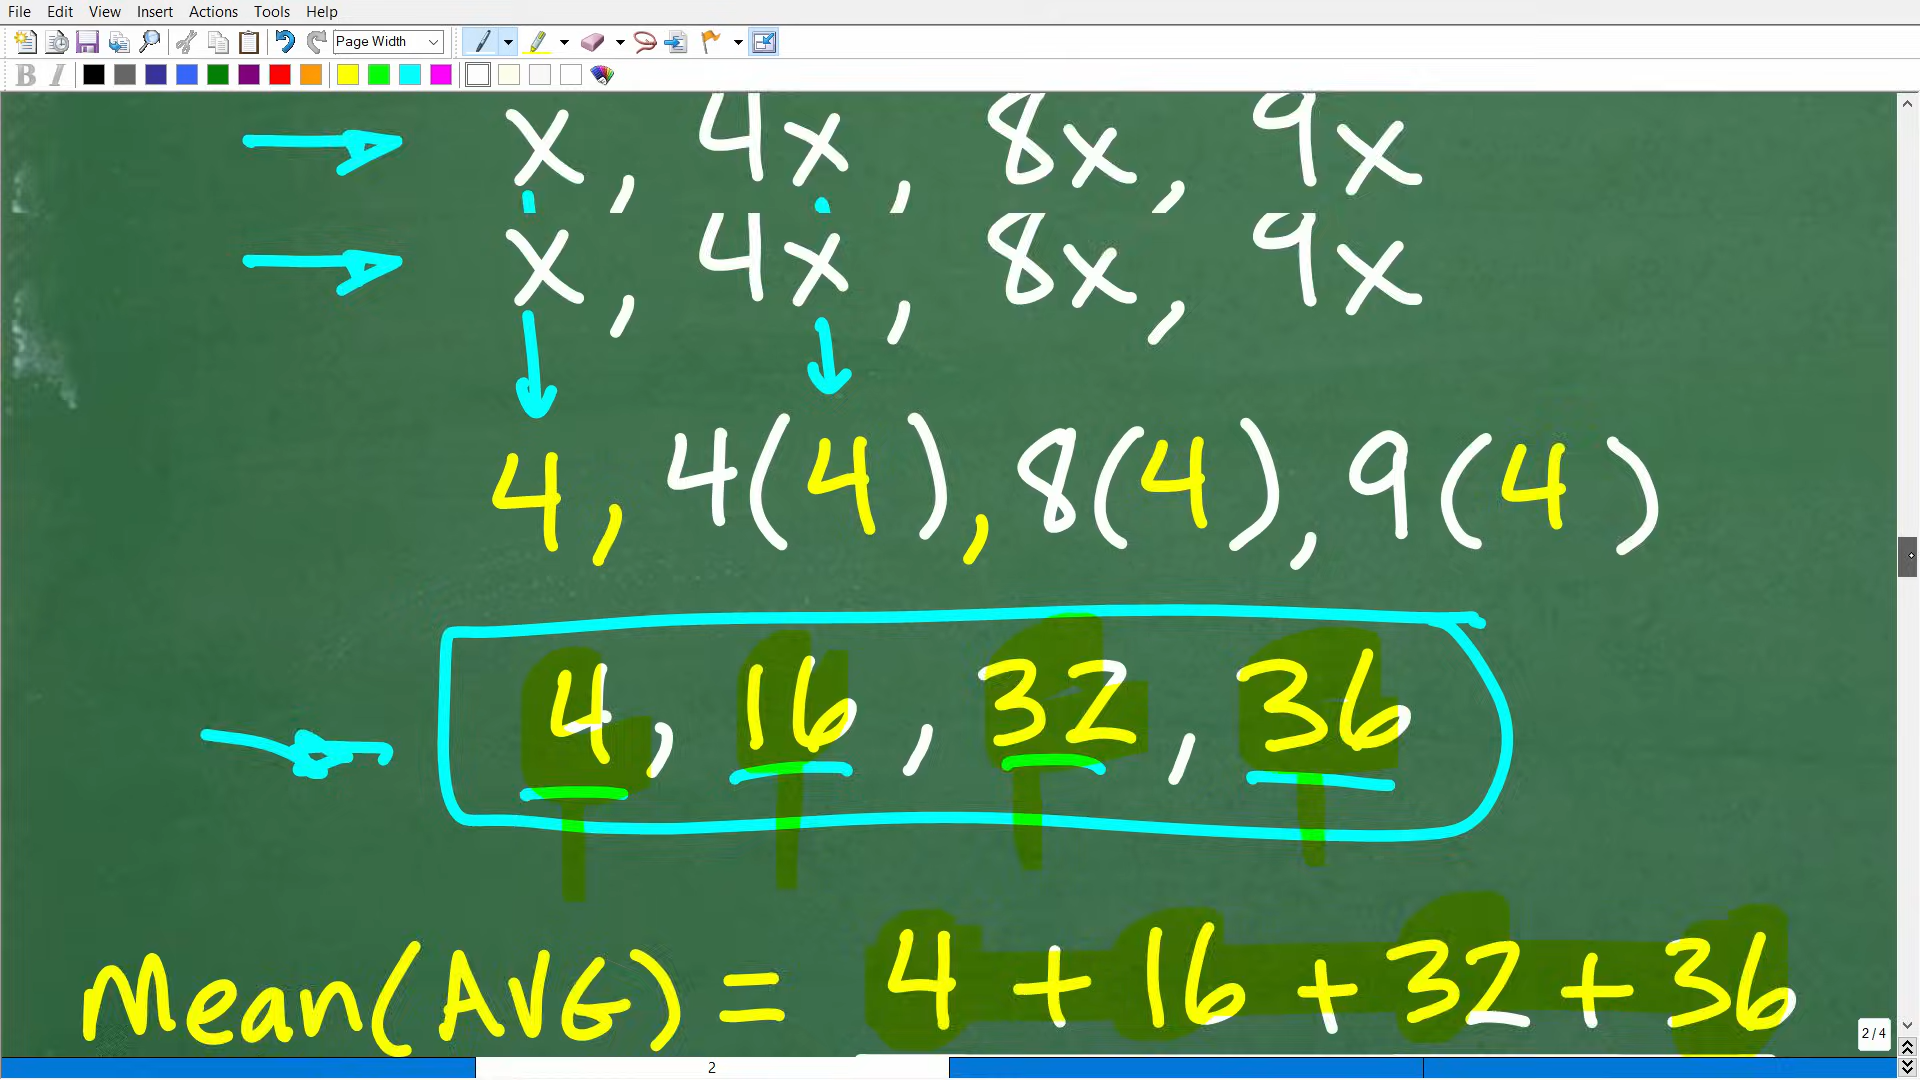 File Edit View Insert Actions Tools Help
Page Width
B I
x, 4x, 8x, 9x
x, 4x, 8x, 9x
4, 4(4), 8(4), 9(4)
4, 16, 32, 36
Mean(AVG) = 4 + 16 + 32 + 36
2 / 4
2